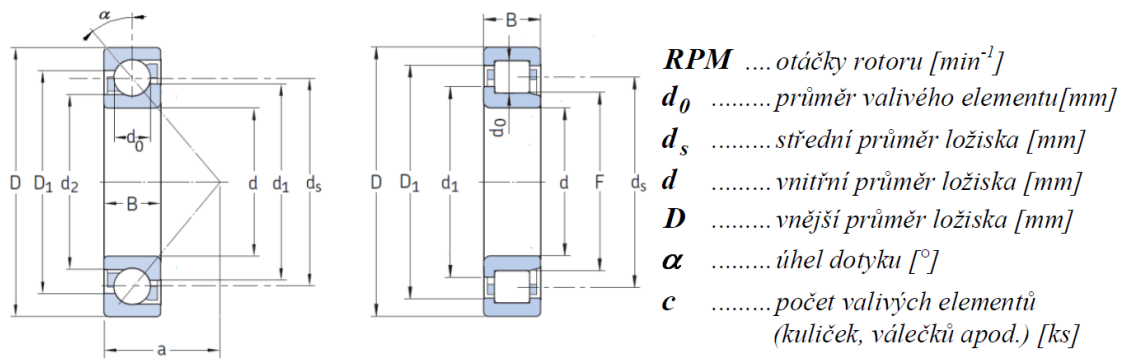 α
D D₁ d₂ d₀ B d d₁ dₛ
a
B
D D₁ d₁ d₀ d F dₛ
RPM .... otáčky rotoru [min⁻¹]
d₀ ......... průměr valivého elementu[mm]
dₛ ......... střední průměr ložiska [mm]
d ......... vnitřní průměr ložiska [mm]
D ......... vnější průměr ložiska [mm]
α ......... úhel dotyku [°]
c ......... počet valivých elementů
(kuliček, válečků apod.) [ks]